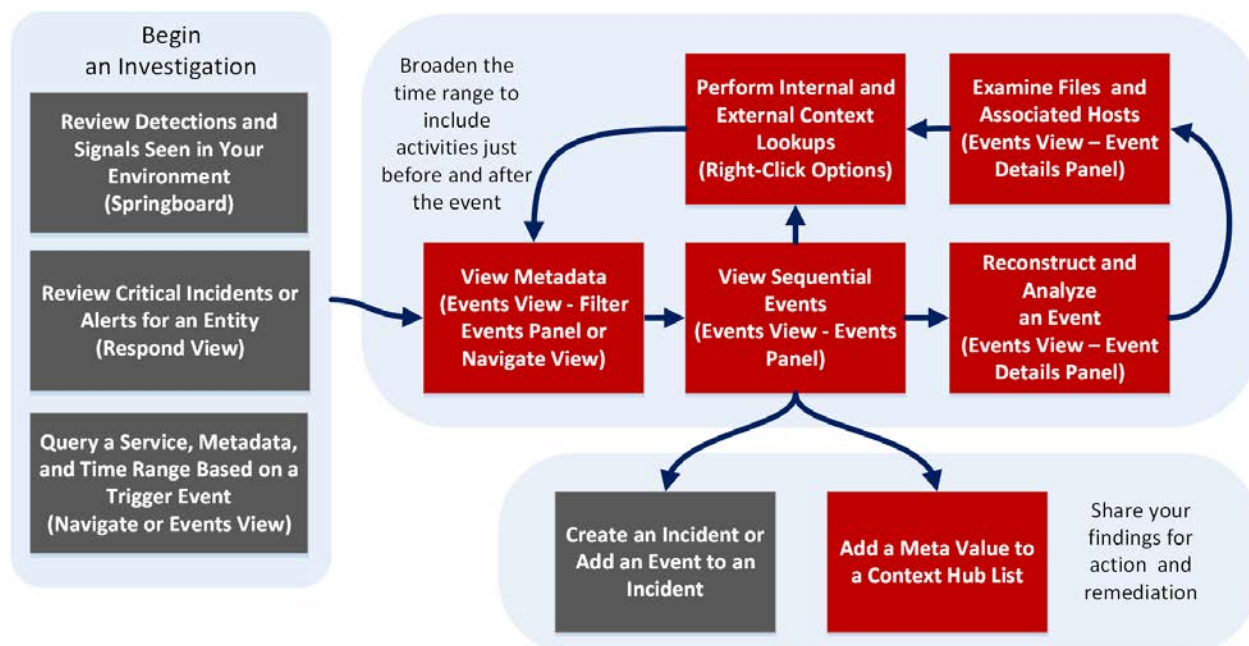 Begin
an Investigation
Review Detections and
Signals Seen in Your
Environment
(Springboard)
Review Critical Incidents or
Alerts for an Entity
(Respond View)
Query a Service, Metadata,
and Time Range Based on a
Trigger Event
(Navigate or Events View)
Broaden the
time range to
include
activities just
before and after
the event
Perform Internal and
External Context
Lookups
(Right-Click Options)
Examine Files and
Associated Hosts
(Events View – Event
Details Panel)
View Metadata
(Events View - Filter
Events Panel or
Navigate View)
View Sequential
Events
(Events View - Events
Panel)
Reconstruct and
Analyze
an Event
(Events View – Event
Details Panel)
Create an Incident or
Add an Event to an
Incident
Add a Meta Value to
a Context Hub List
Share your
findings for
action and
remediation